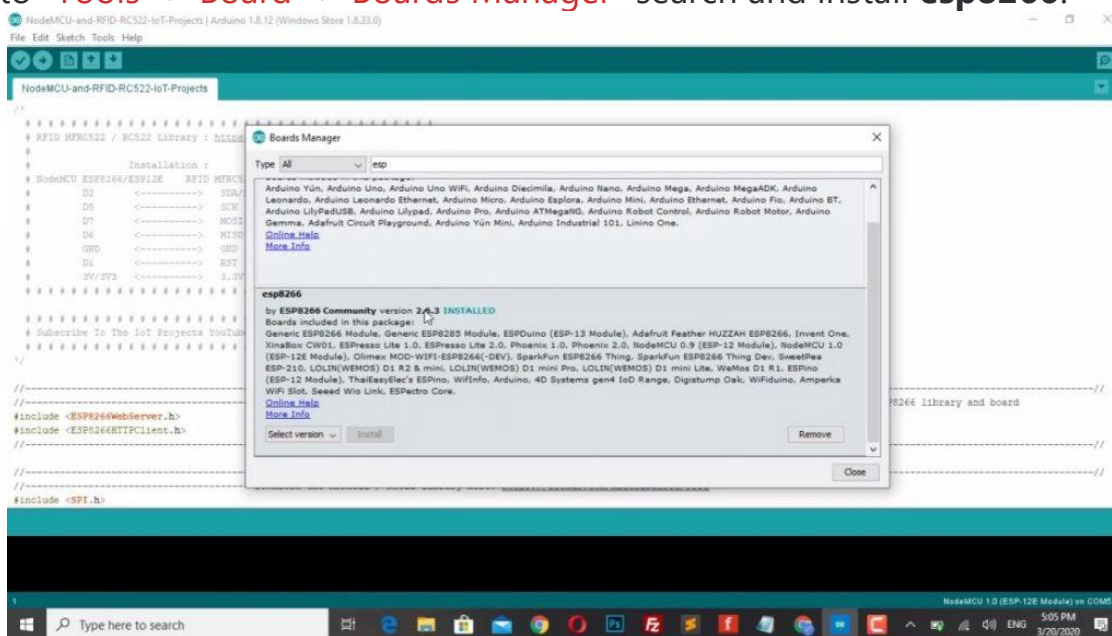 to "Tools -> Board -> Boards Manager" search and install esp8266.
NodeMCU-and-RFID-RC522-IoT-Projects | Arduino 1.8.12 (Windows Store 1.8.33.0)
File Edit Sketch Tools Help
NodeMCU-and-RFID-RC522-IoT-Projects
/*
# # # # # # # # # # # # # # # # # # # # # # # # # # # # # # # # # # #
# RFID MFRC522 / RC522 Library : https
#
# Installation :
# NodeMCU ESP8266/ESP12E RFID MFRC5
# D2 <----------> SDA/
# D5 <----------> SCK
# D7 <----------> MOSI
# D6 <----------> MISO
# GND <----------> GND
# D1 <----------> RST
# 3V/3V3 <----------> 3.3V
# # # # # # # # # # # # # # # # # # #
# # # # # # # # # # # # # # # # # # #
# Subscribe To The IoT Projects YouTub
# # # # # # # # # # # # # # # # # # #
*/
Boards Manager
Type All esp
Arduino Yún, Arduino Uno, Arduino Uno WiFi, Arduino Diecimila, Arduino Nano, Arduino Mega, Arduino MegaADK, Arduino
Leonardo, Arduino Leonardo Ethernet, Arduino Micro, Arduino Esplora, Arduino Mini, Arduino Ethernet, Arduino Fio, Arduino BT,
Arduino LilyPadUSB, Arduino Lilypad, Arduino Pro, Arduino ATMegaNG, Arduino Robot Control, Arduino Robot Motor, Arduino
Gemma, Adafruit Circuit Playground, Arduino Yún Mini, Arduino Industrial 101, Linino One.
Online Help
More Info
esp8266
by ESP8266 Community version 2.6.3 INSTALLED
Boards included in this package:
Generic ESP8266 Module, Generic ESP8285 Module, ESPDuino (ESP-13 Module), Adafruit Feather HUZZAH ESP8266, Invent One,
XinaBox CW01, ESPresso Lite 1.0, ESPresso Lite 2.0, Phoenix 1.0, Phoenix 2.0, NodeMCU 0.9 (ESP-12 Module), NodeMCU 1.0
(ESP-12E Module), Olimex MOD-WIFI-ESP8266(-DEV), SparkFun ESP8266 Thing, SparkFun ESP8266 Thing Dev, SweetPea
ESP-210, LOLIN(WEMOS) D1 R2 & mini, LOLIN(WEMOS) D1 mini Pro, LOLIN(WEMOS) D1 mini Lite, WeMos D1 R1, ESPino
(ESP-12 Module), ThaiEasyElec's ESPino, WifInfo, Arduino, 4D Systems gen4 IoD Range, Digistump Oak, WiFiduino, Amperka
WiFi Slot, Seeed Wio Link, ESPectro Core.
Online Help
More Info
Select version Install Remove
Close
//
// 8266 library and board
#include <ESP8266WebServer.h>
#include <ESP8266HTTPClient.h>
//
//
//
#include <SPI.h>
1 NodeMCU 1.0 (ESP-12E Module) on COM5
Type here to search
ENG 5:05 PM
3/20/2020